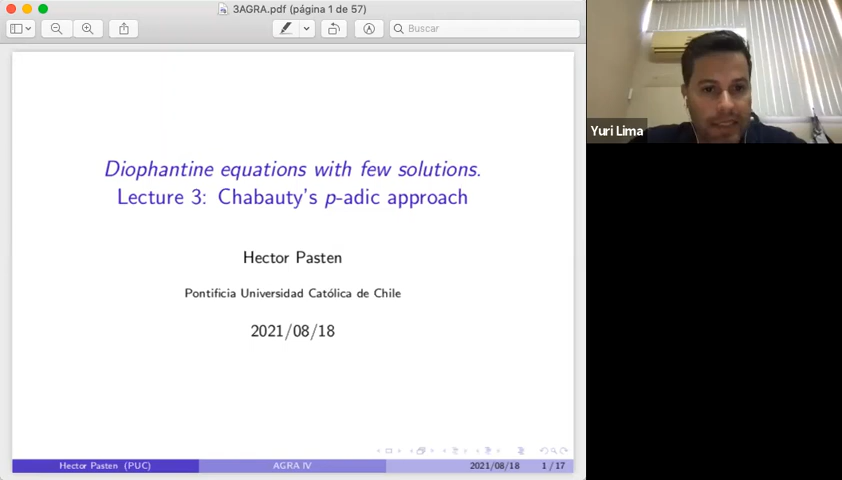 3AGRA.pdf (página 1 de 57)
Buscar
Diophantine equations with few solutions.
Lecture 3: Chabauty's p-adic approach
Hector Pasten
Pontificia Universidad Católica de Chile
2021/08/18
Hector Pasten (PUC) AGRA IV 2021/08/18 1 / 17
Yuri Lima